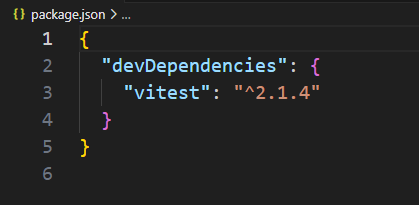 {} package.json > ...
1 {
2   "devDependencies": {
3     "vitest": "^2.1.4"
4   }
5 }
6